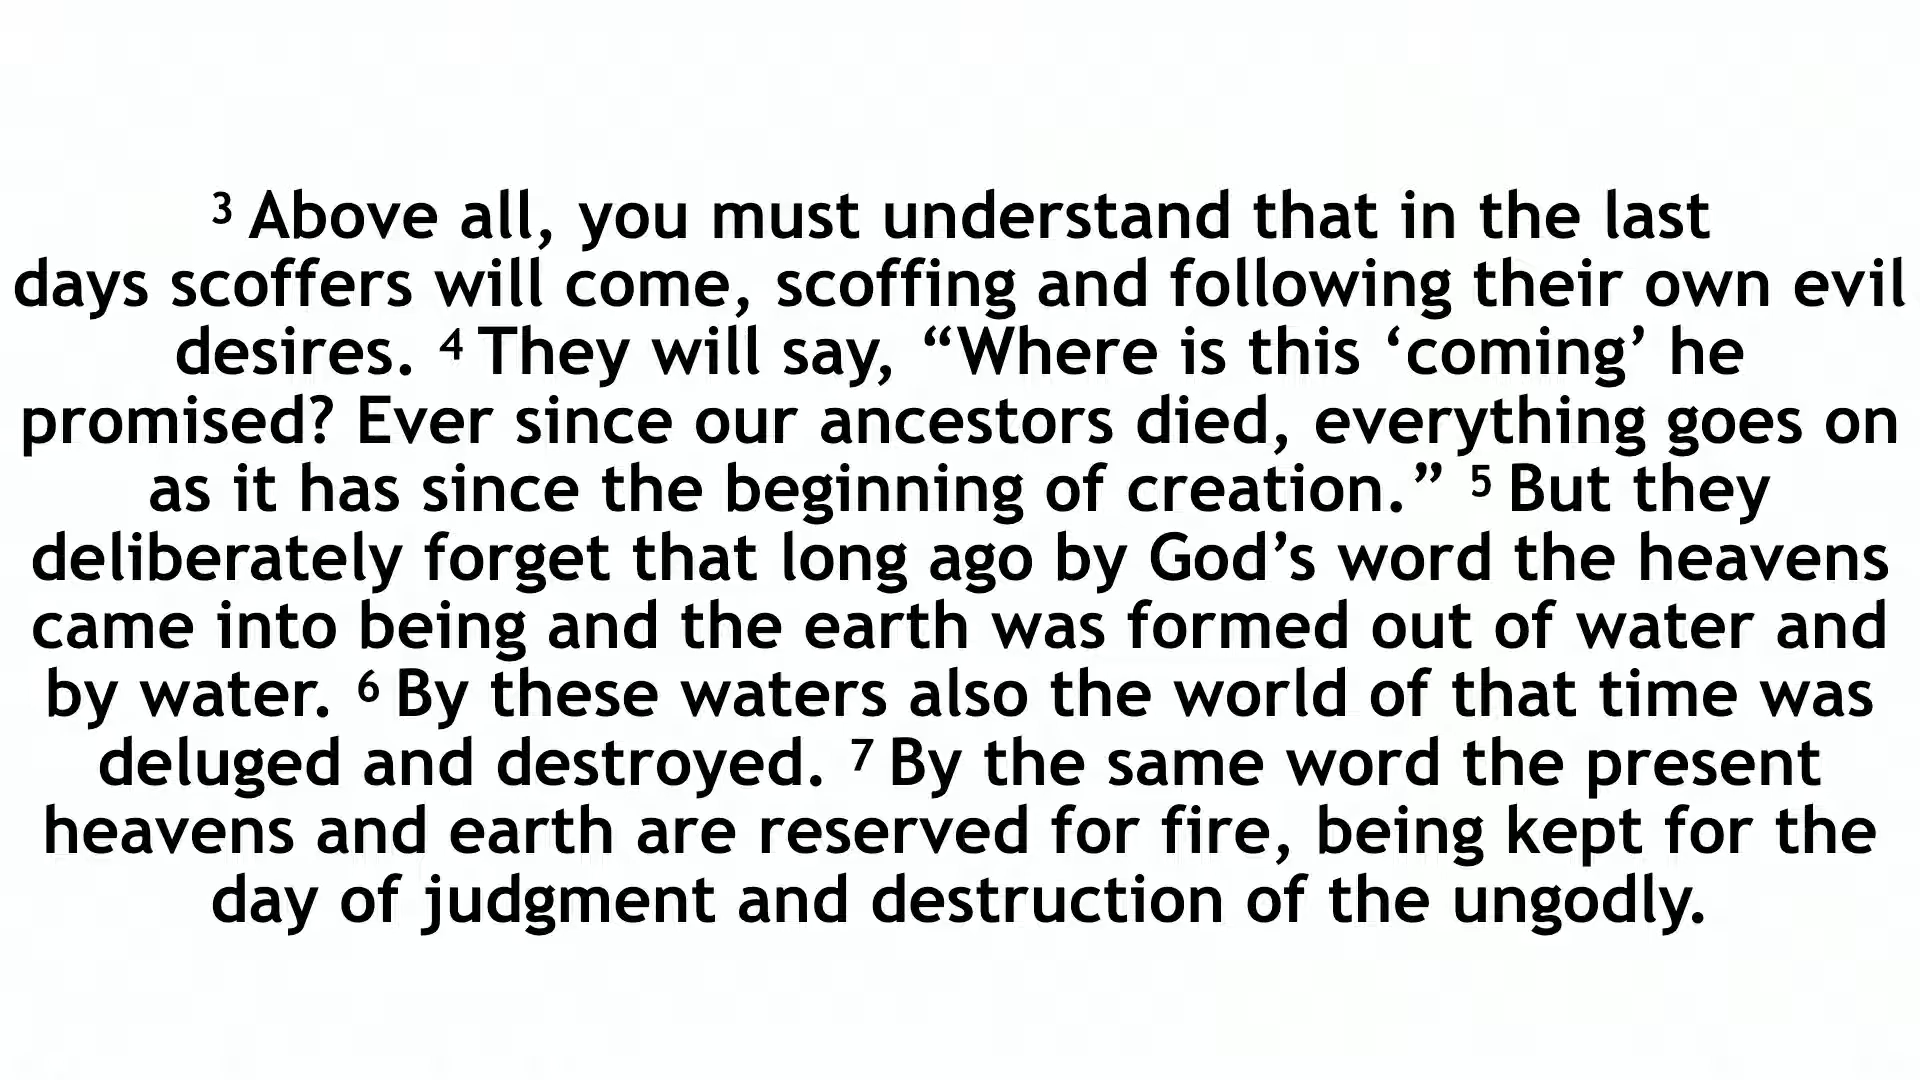 ³ Above all, you must understand that in the last
days scoffers will come, scoffing and following their own evil
desires. ⁴ They will say, “Where is this ‘coming’ he
promised? Ever since our ancestors died, everything goes on
as it has since the beginning of creation.” ⁵ But they
deliberately forget that long ago by God’s word the heavens
came into being and the earth was formed out of water and
by water. ⁶ By these waters also the world of that time was
deluged and destroyed. ⁷ By the same word the present
heavens and earth are reserved for fire, being kept for the
day of judgment and destruction of the ungodly.